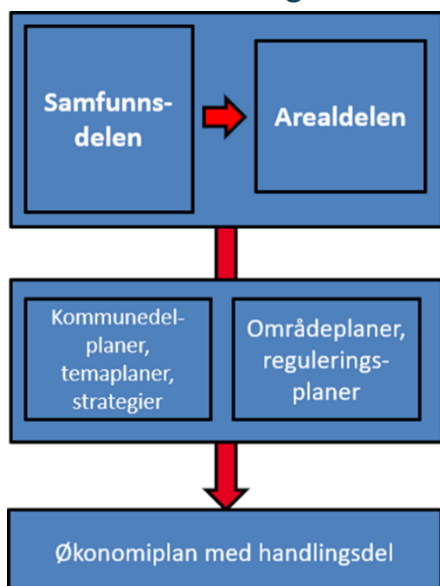 Samfunns-
delen
Arealdelen
Kommunedel-
planer,
temaplaner,
strategier
Områdeplaner,
regulerings-
planer
Økonomiplan med handlingsdel